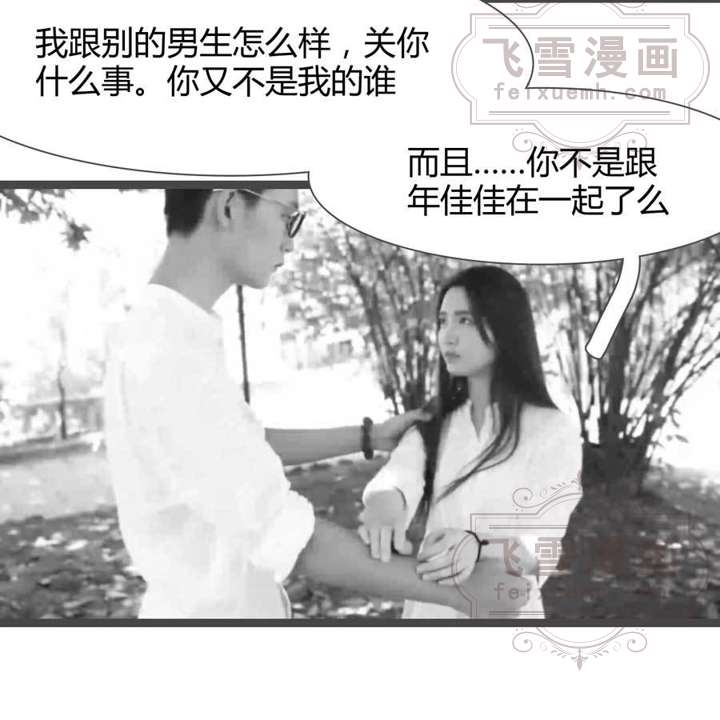 我跟别的男生怎么样，关你
什么事。你又不是我的谁
飞雪漫画
feixuemh.com
而且……你不是跟
年佳佳在一起了么
飞雪漫画
feixuemh.com